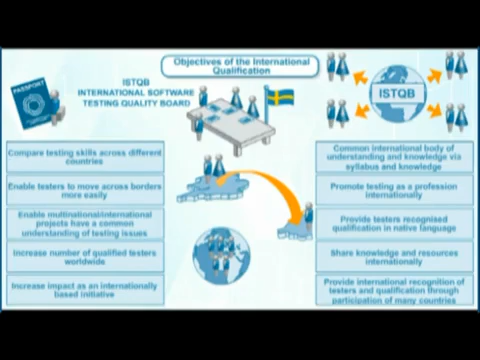 Objectives of the International
Qualification
PASSPORT
ISTQB
INTERNATIONAL SOFTWARE
TESTING QUALITY BOARD
ISTQB
Compare testing skills across different
countries
Enable testers to move across borders
more easily
Enable multinational/international
projects have a common
understanding of testing issues
Increase number of qualified testers
worldwide
Increase impact as an internationally
based initiative
Common international body of
understanding and knowledge via
syllabus and knowledge
Promote testing as a profession
internationally
Provide testers recognised
qualification in native language
Share knowledge and resources
internationally
Provide international recognition of
testers and qualification through
participation of many countries